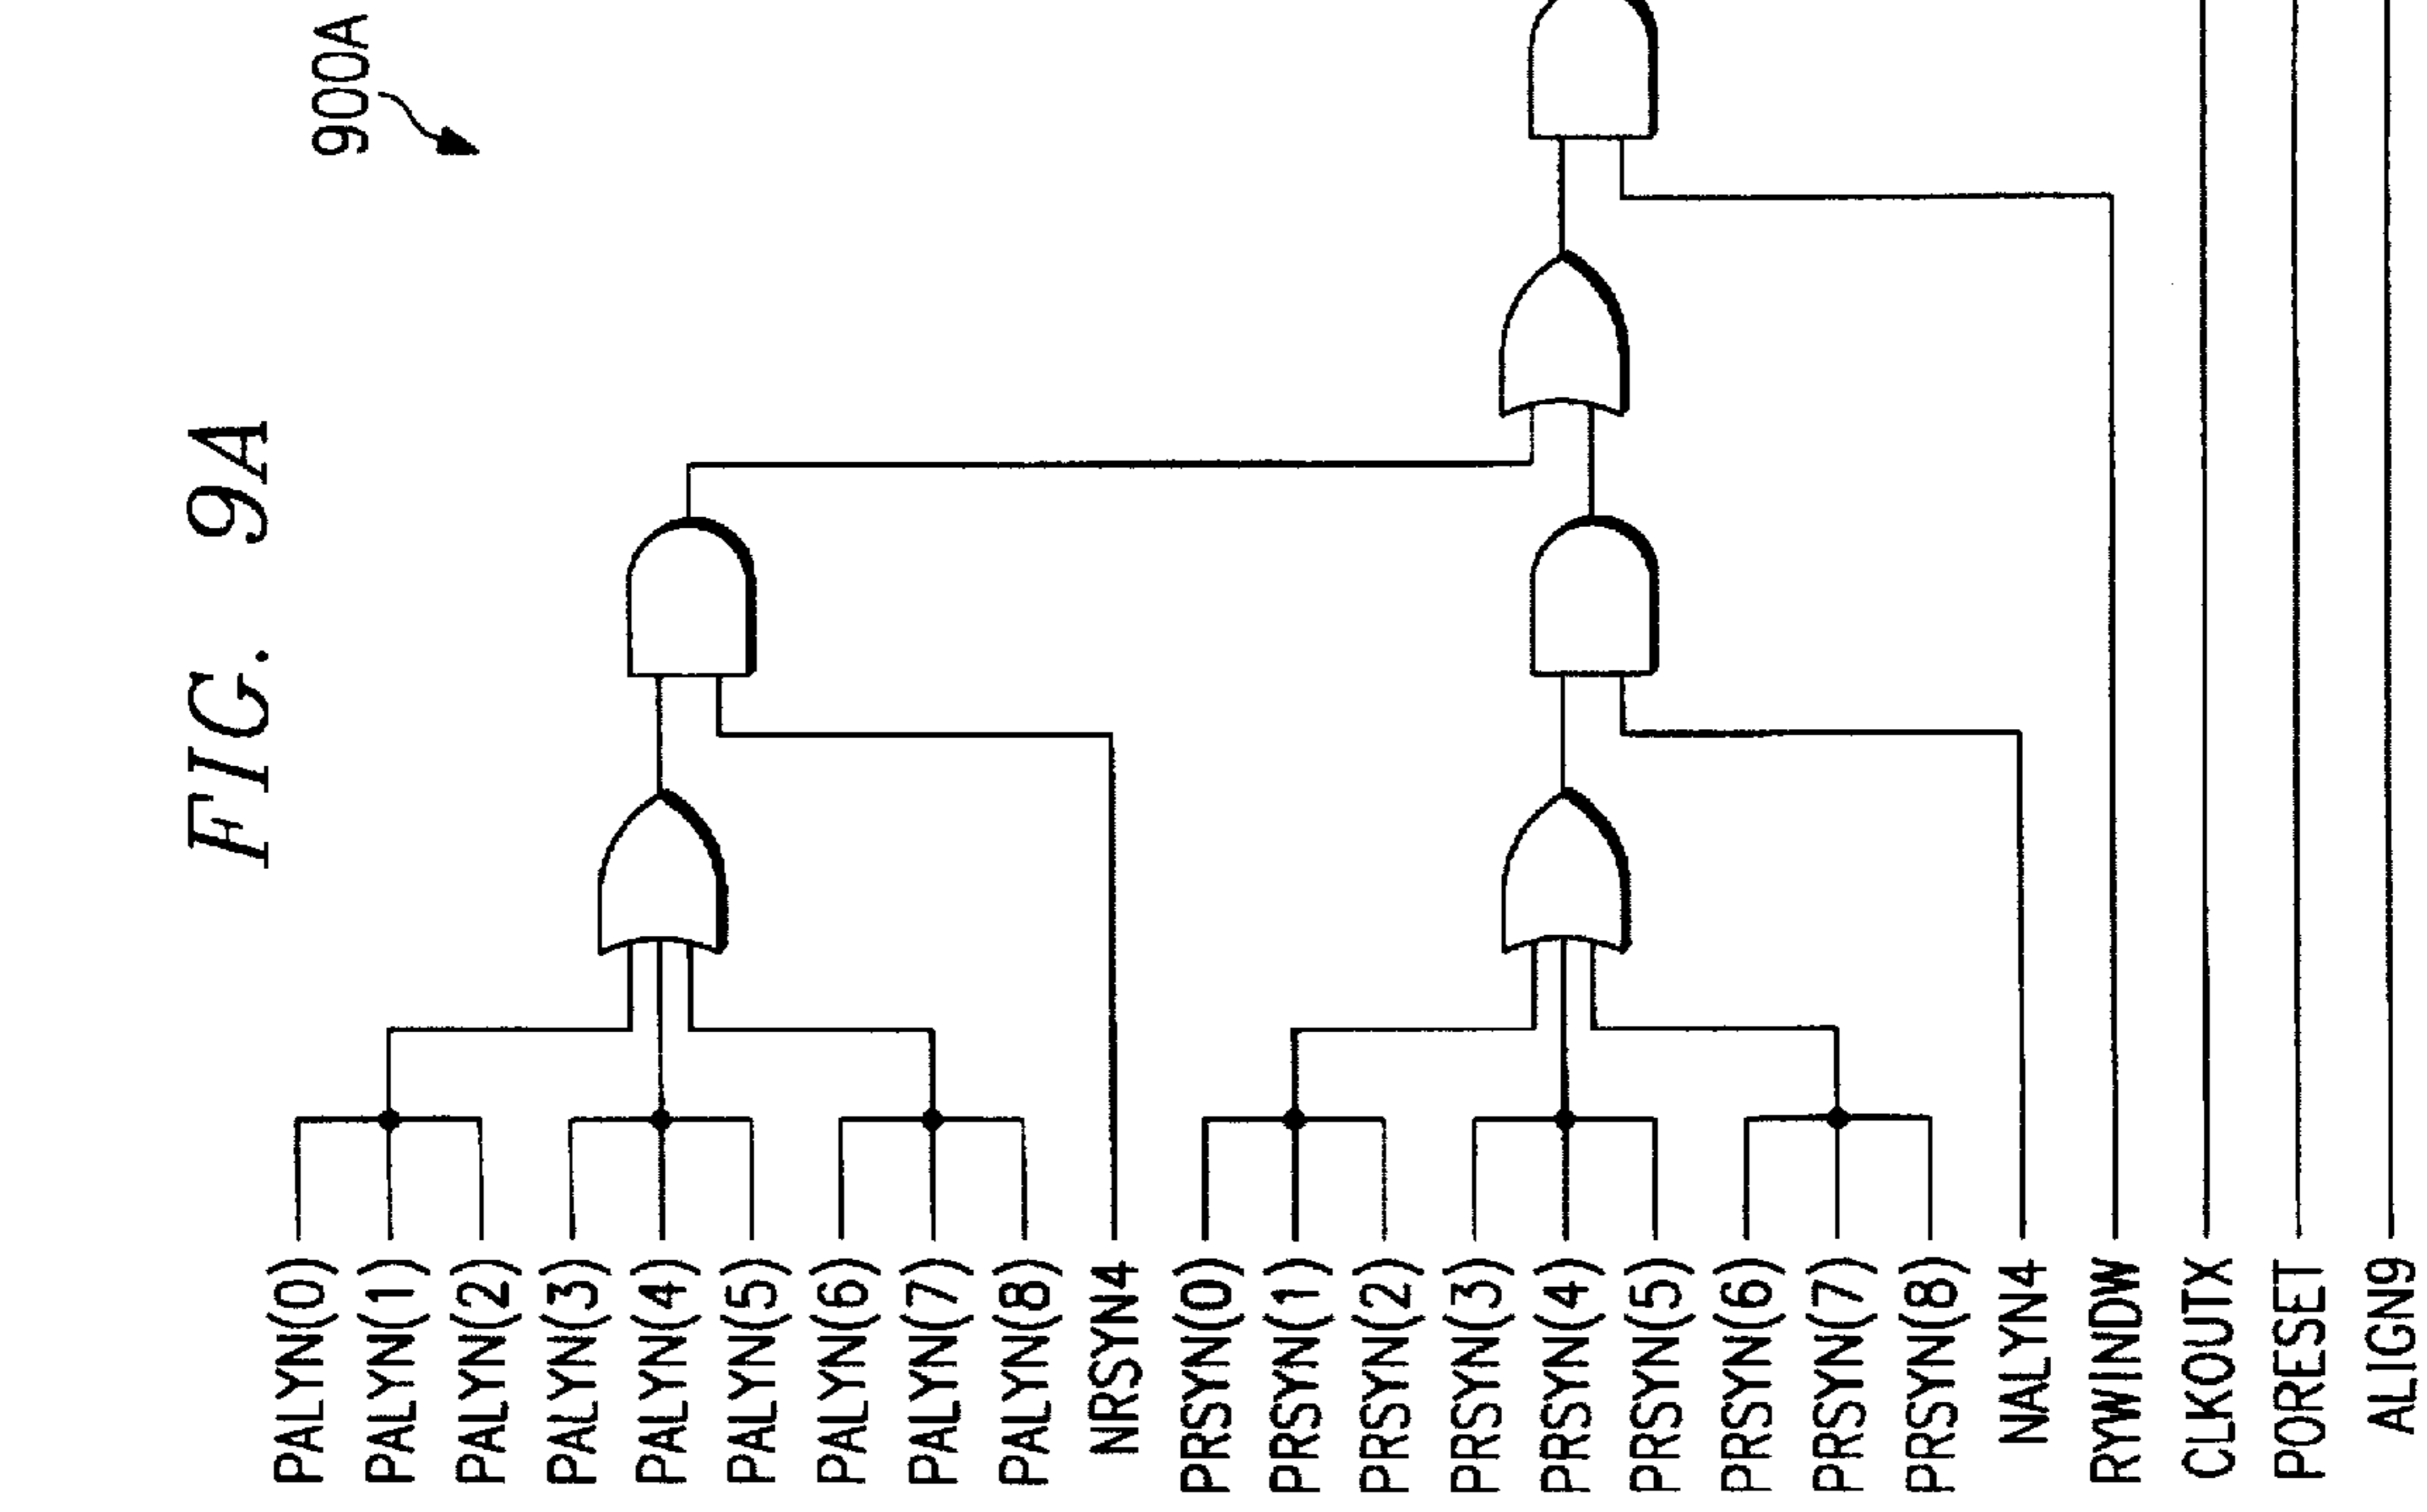 FIG. 9A
900A
PALYN(0)
PALYN(1)
PALYN(2)
PALYN(3)
PALYN(4)
PALYN(5)
PALYN(6)
PALYN(7)
PALYN(8)
NRSYN4
PRSYN(0)
PRSYN(1)
PRSYN(2)
PRSYN(3)
PRSYN(4)
PRSYN(5)
PRSYN(6)
PRSYN(7)
PRSYN(8)
NALYN4
RYWINDW
CLKOUTX
PORESET
ALIGN9